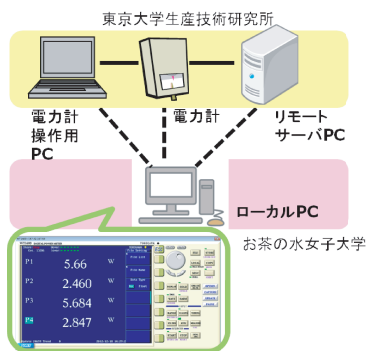 東京大学生産技術研究所
電力計
操作用
PC
電力計
リモート
サーバPC
ローカルPC
お茶の水女子大学
P1 5.66 W
P2 2.460 W
P3 5.684 W
P4 2.847 W